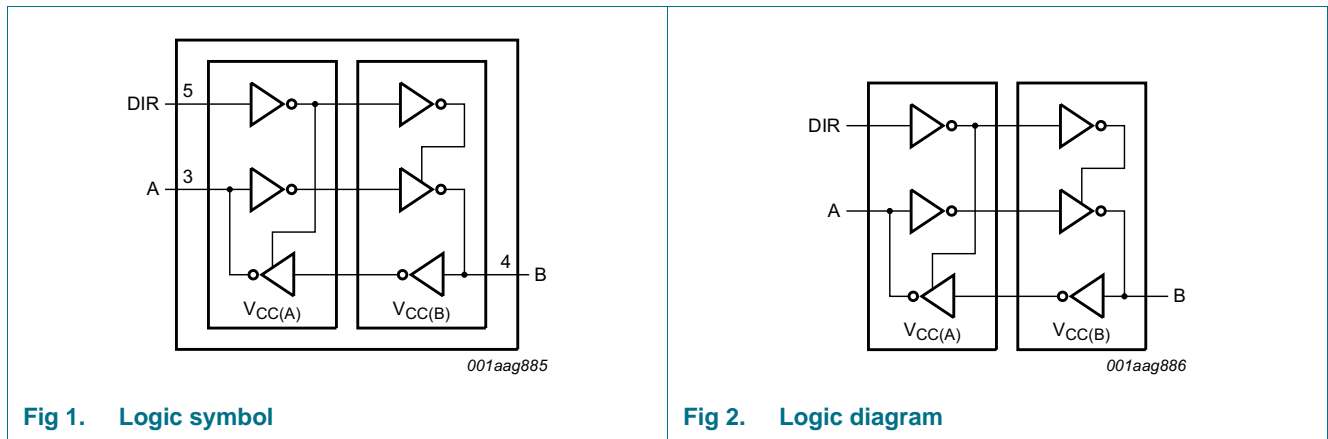 DIR 5
A 3
4 B
VCC(A) VCC(B)
001aag885
Fig 1. Logic symbol
DIR
A
B
VCC(A) VCC(B)
001aag886
Fig 2. Logic diagram